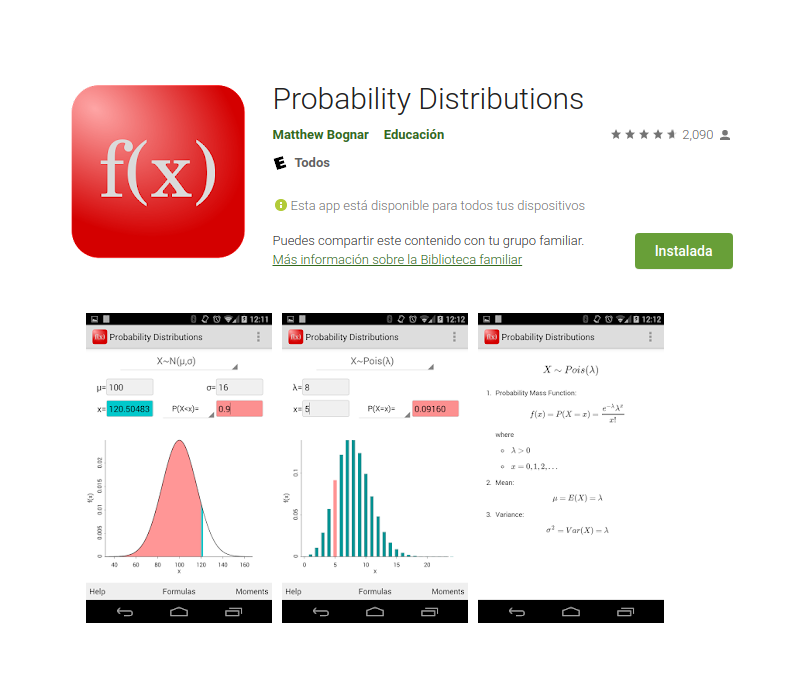 Probability Distributions
f(x)
Matthew Bognar Educación 2,090
E Todos
Esta app está disponible para todos tus dispositivos
Puedes compartir este contenido con tu grupo familiar.
Más información sobre la Biblioteca familiar
Instalada
12:11
f(x) Probability Distributions
X~N(μ,σ)
μ= 100 σ= 16
x= 120.50483 P(X<x)= 0.9
f(x)
0 0.005 0.01 0.015 0.02
40 60 80 100 120 140 160
x
Help Formulas Moments
12:12
f(x) Probability Distributions
X~Pois(λ)
λ= 8
x= 5 P(X=x)= 0.09160
f(x)
0 0.05 0.1
0 5 10 15 20
x
Help Formulas Moments
12:12
f(x) Probability Distributions
X ~ Pois(λ)
1. Probability Mass Function:
f(x) = P(X = x) = e^{-λ} λ^x / x!
where
∘ λ > 0
∘ x = 0, 1, 2, . . .
2. Mean:
μ = E(X) = λ
3. Variance:
σ² = Var(X) = λ